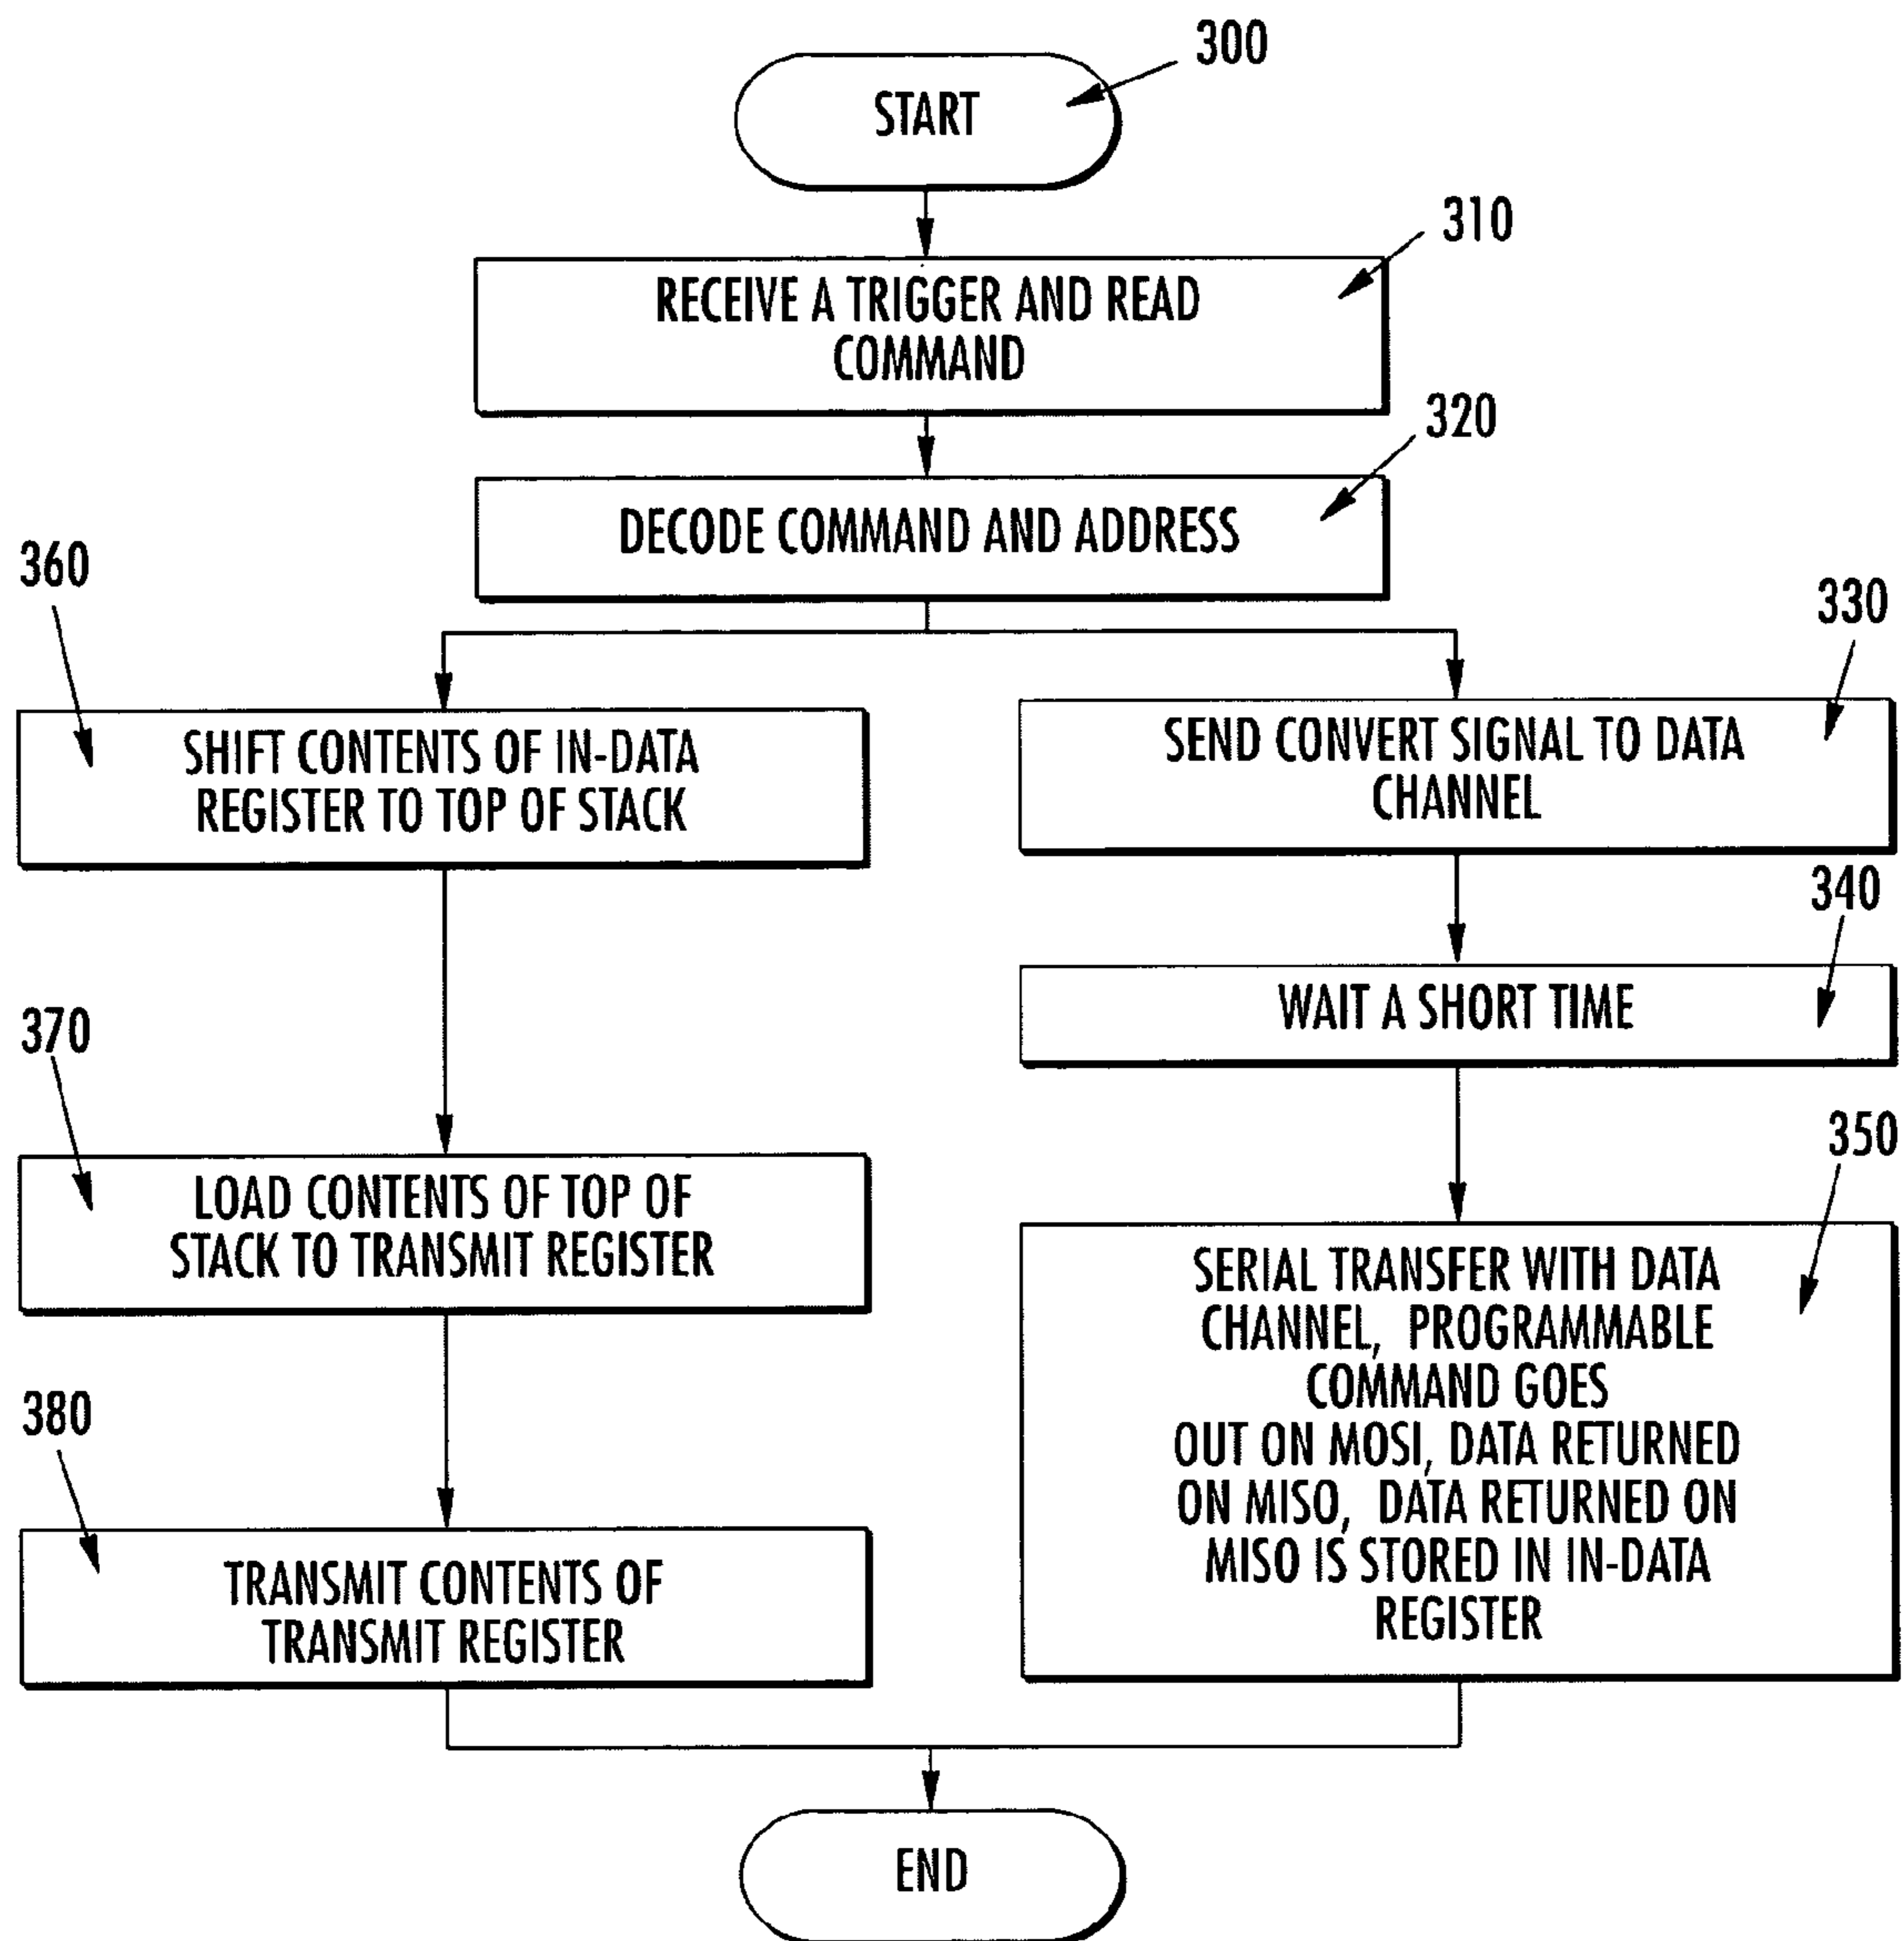 300
START
310
RECEIVE A TRIGGER AND READ
COMMAND
320
DECODE COMMAND AND ADDRESS
360
SHIFT CONTENTS OF IN-DATA
REGISTER TO TOP OF STACK
330
SEND CONVERT SIGNAL TO DATA
CHANNEL
340
WAIT A SHORT TIME
370
LOAD CONTENTS OF TOP OF
STACK TO TRANSMIT REGISTER
350
SERIAL TRANSFER WITH DATA
CHANNEL, PROGRAMMABLE
COMMAND GOES
OUT ON MOSI, DATA RETURNED
ON MISO, DATA RETURNED ON
MISO IS STORED IN IN-DATA
REGISTER
380
TRANSMIT CONTENTS OF
TRANSMIT REGISTER
END